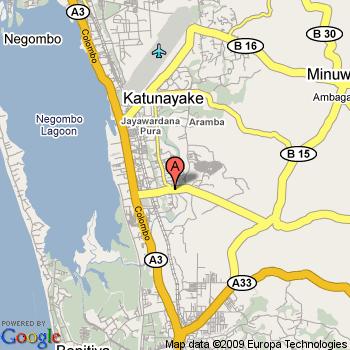 Negombo
A3
B 30
B 16
Minuw
Katunayake
Ambaga
Jayawardana
Pura
Aramba
Negombo
Lagoon
Colombo
B 15
A
Colombo
A3
A33
POWERED BY
Google
Map data ©2009 Europa Technologies